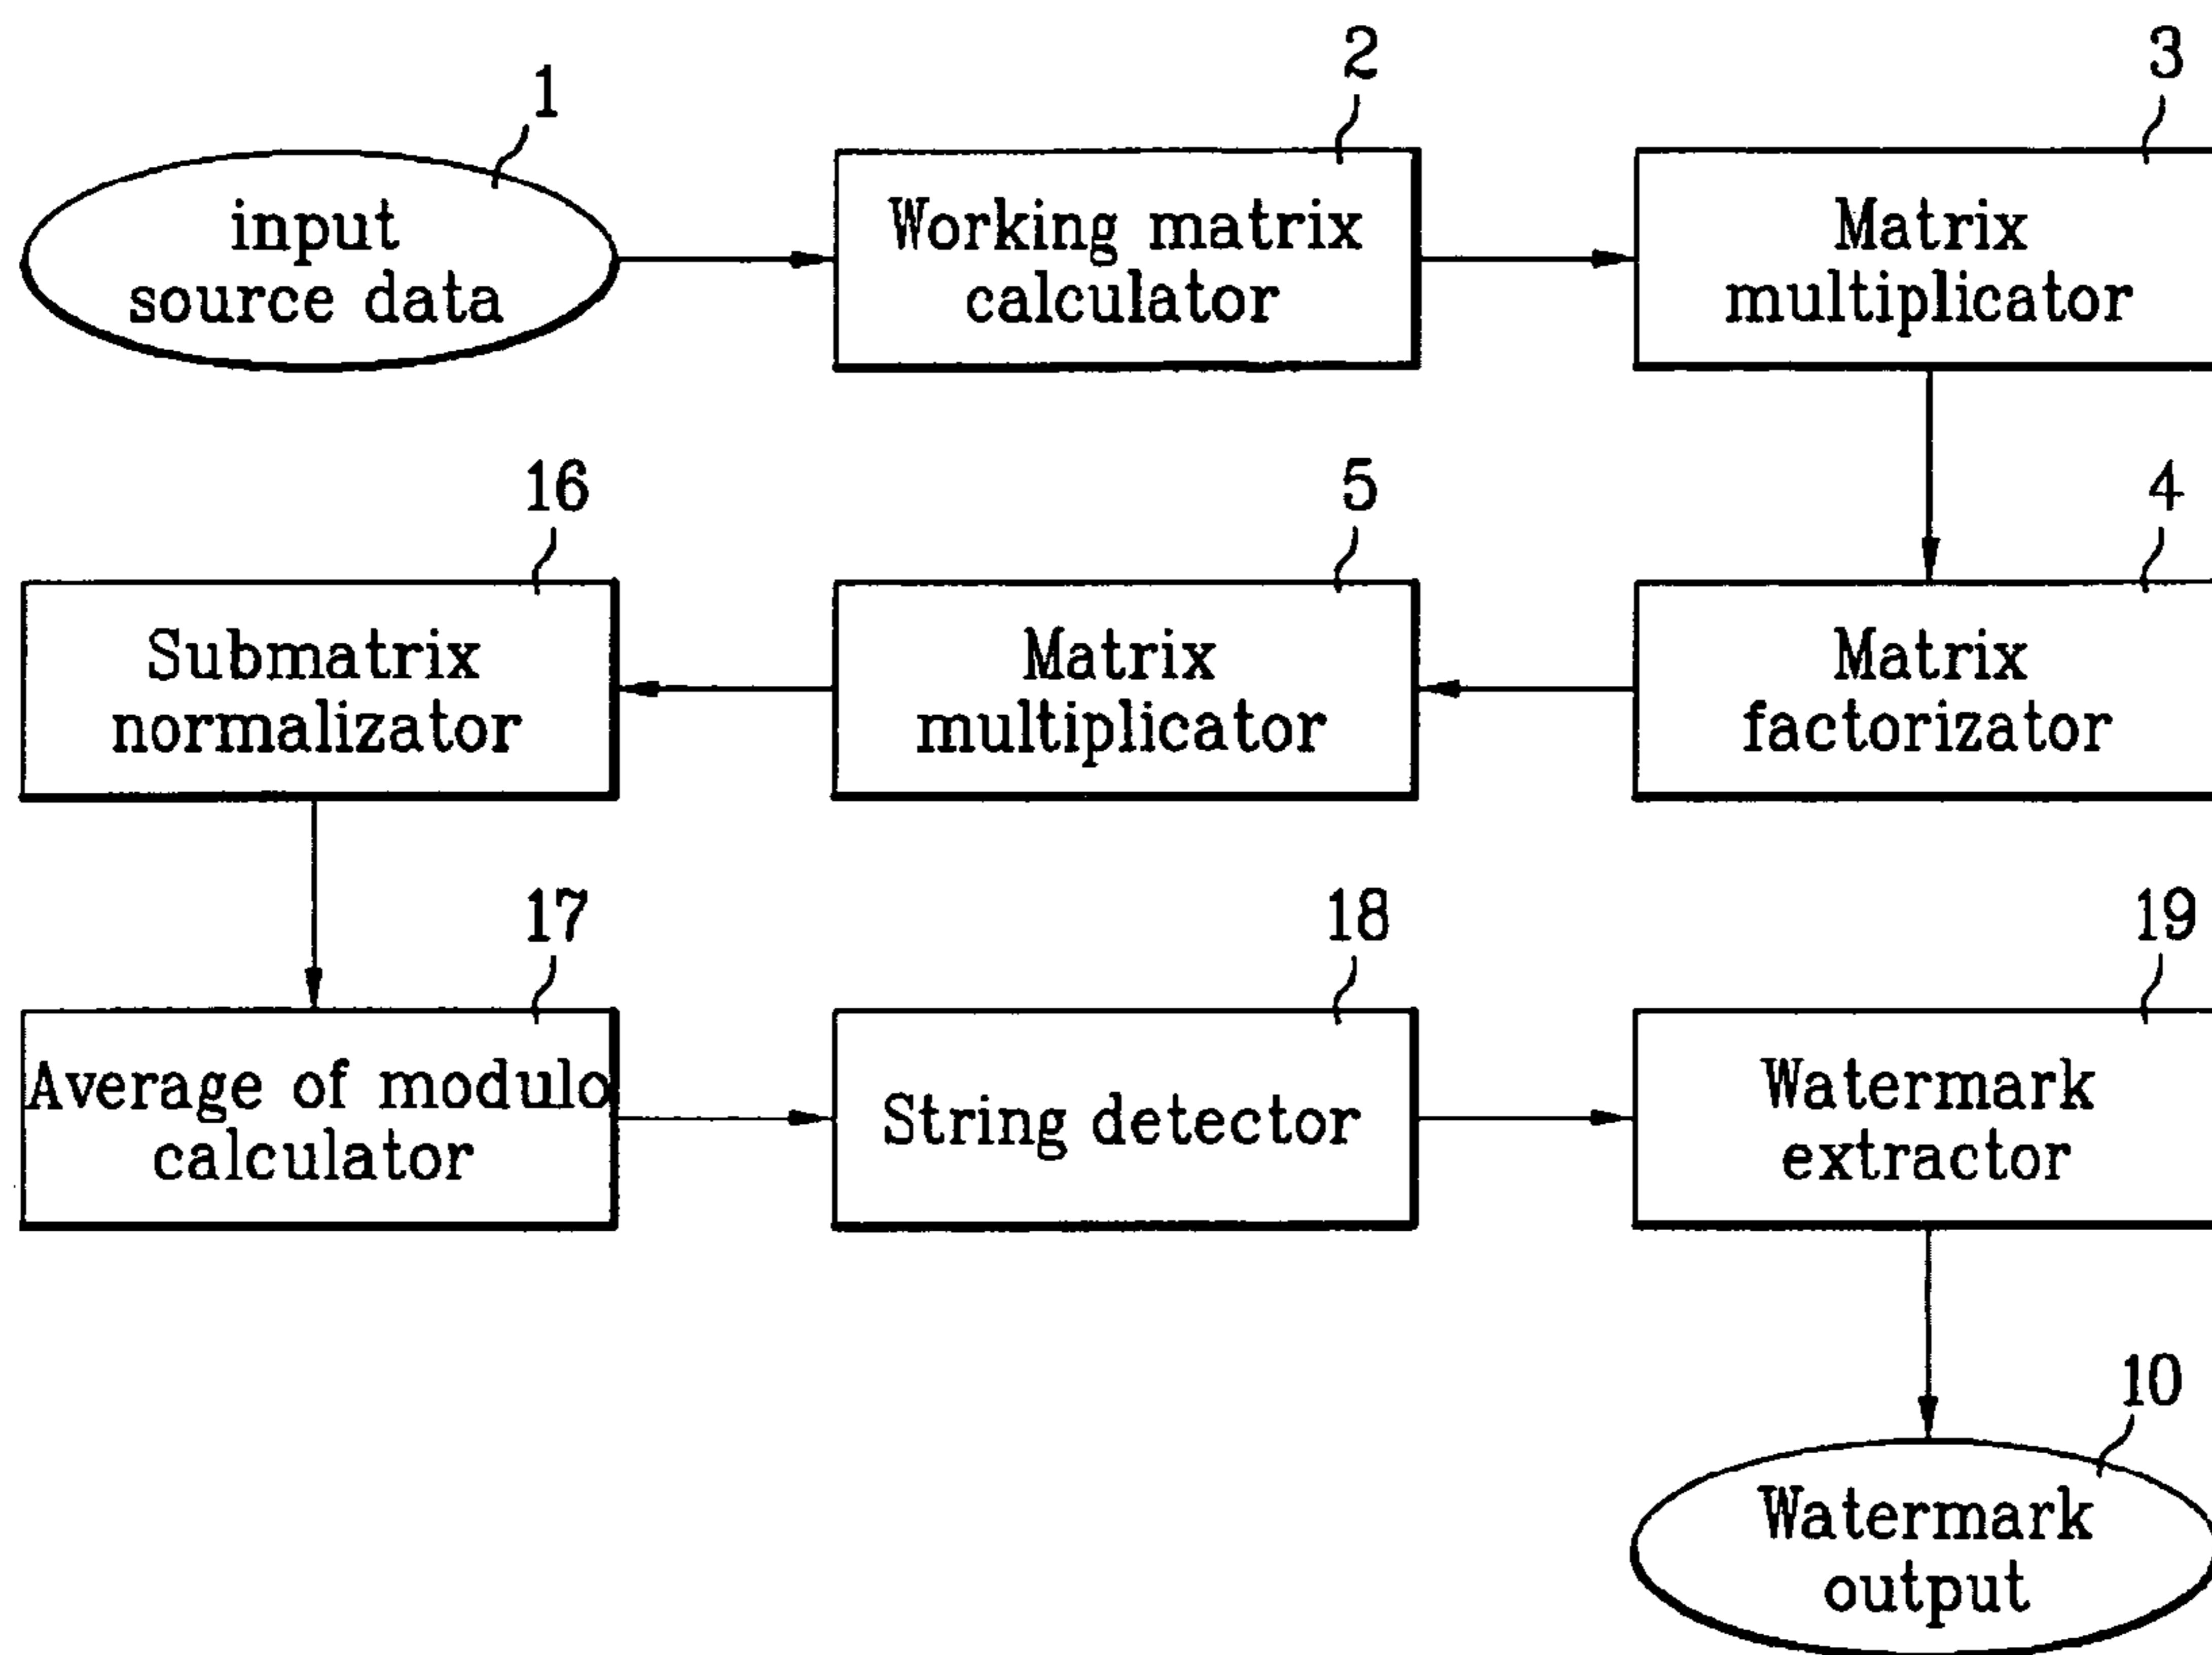 1
input
source data
2
Working matrix
calculator
3
Matrix
multiplicator
16
Submatrix
normalizator
5
Matrix
multiplicator
4
Matrix
factorizator
17
Average of modulo
calculator
18
String detector
19
Watermark
extractor
10
Watermark
output